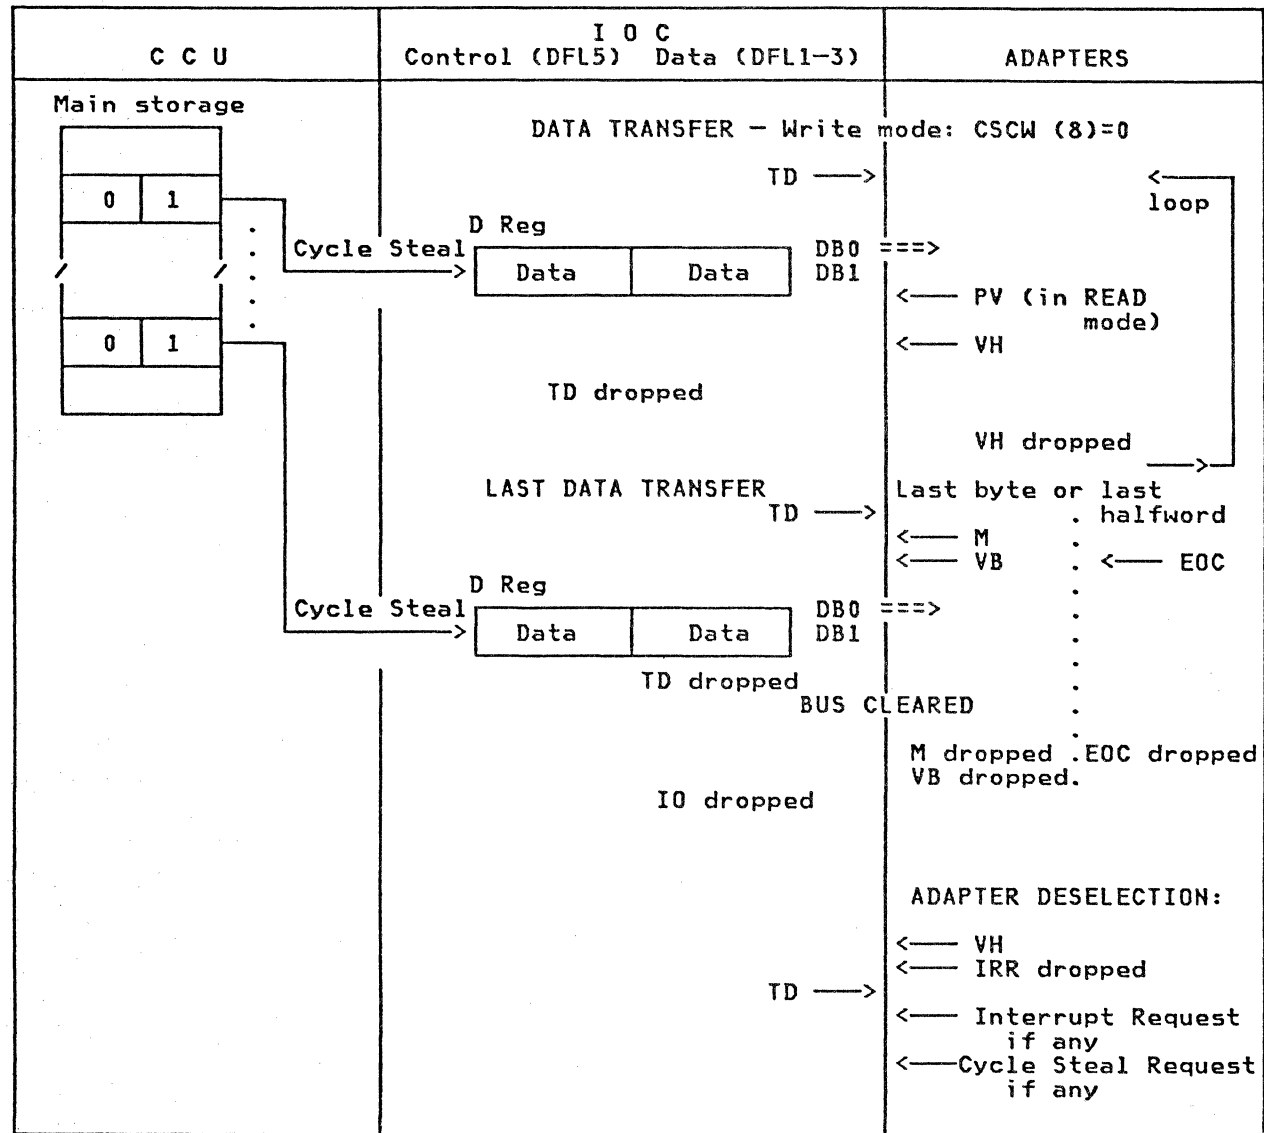 C C U
I O C
Control (DFL5) Data (DFL1-3)
ADAPTERS
Main storage
DATA TRANSFER - Write mode: CSCW (8)=0
TD ---->
<---
0 1
loop
D Reg
Cycle Steal
DB0 ===>
Data Data DB1
<---- PV (in READ
mode)
0 1
<---- VH
TD dropped
VH dropped
LAST DATA TRANSFER
Last byte or last
TD ---->
. halfword
<---- M
<---- VB . <---- EOC
D Reg
Cycle Steal
DB0 ===>
Data Data DB1
TD dropped
BUS CLEARED
M dropped .EOC dropped
VB dropped.
IO dropped
ADAPTER DESELECTION:
<---- VH
<---- IRR dropped
TD ---->
<---- Interrupt Request
if any
<----Cycle Steal Request
if any